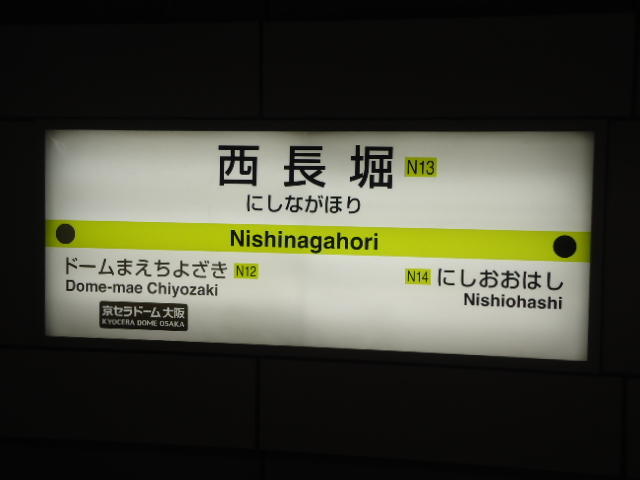 西長堀 N13
にしながほり
Nishinagahori
ドームまえちよざき N12
Dome-mae Chiyozaki
京セラドーム大阪
KYOCERA DOME OSAKA
N14 にしおおはし
Nishiohashi